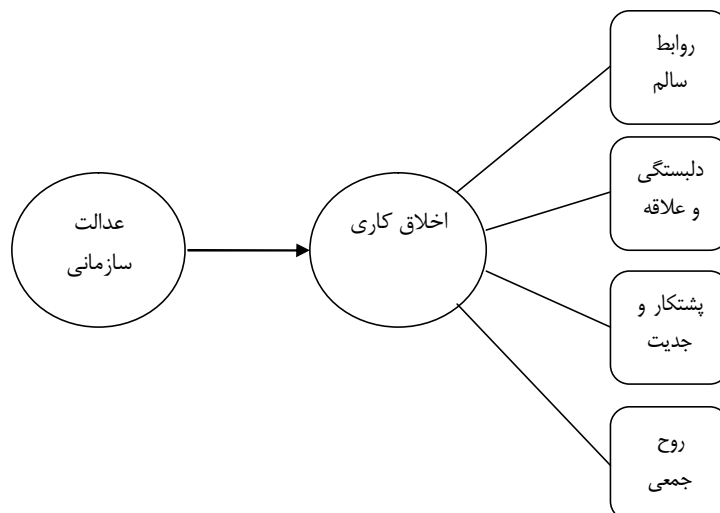 روابط
سالم
دلبستگی
و علاقه
عدالت
سازمانی
اخلاق کاری
پشتکار و
جدیت
روح
جمعی